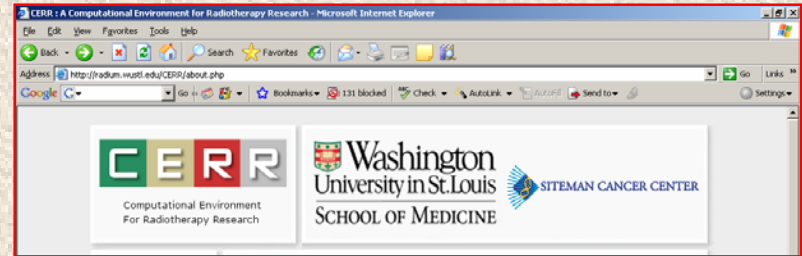 CERR : A Computational Environment for Radiotherapy Research - Microsoft Internet Explorer
File Edit View Favorites Tools Help
Back Search Favorites
Address http://radium.wustl.edu/CERR/about.php Go Links »
Google G Go Bookmarks 131 blocked Check AutoLink AutoFill Send to Settings
CERR
Computational Environment
For Radiotherapy Research
Washington
University in St. Louis
SCHOOL OF MEDICINE
SITEMAN CANCER CENTER